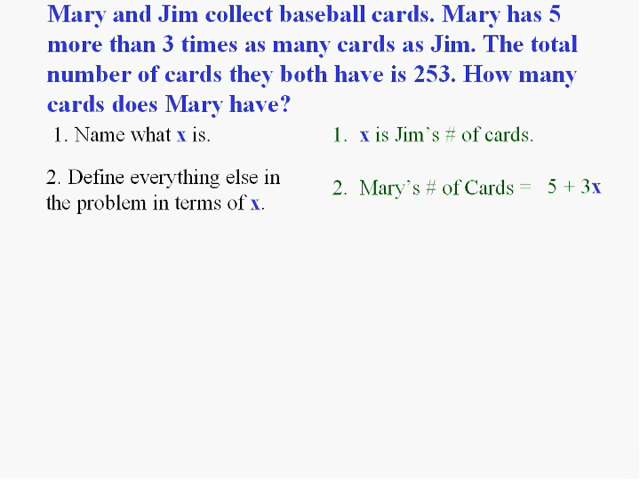 Mary and Jim collect baseball cards. Mary has 5
more than 3 times as many cards as Jim. The total
number of cards they both have is 253. How many
cards does Mary have?
1. Name what x is.
1. x is Jim's # of cards.
2. Define everything else in
the problem in terms of x.
2. Mary's # of Cards = 5 + 3x